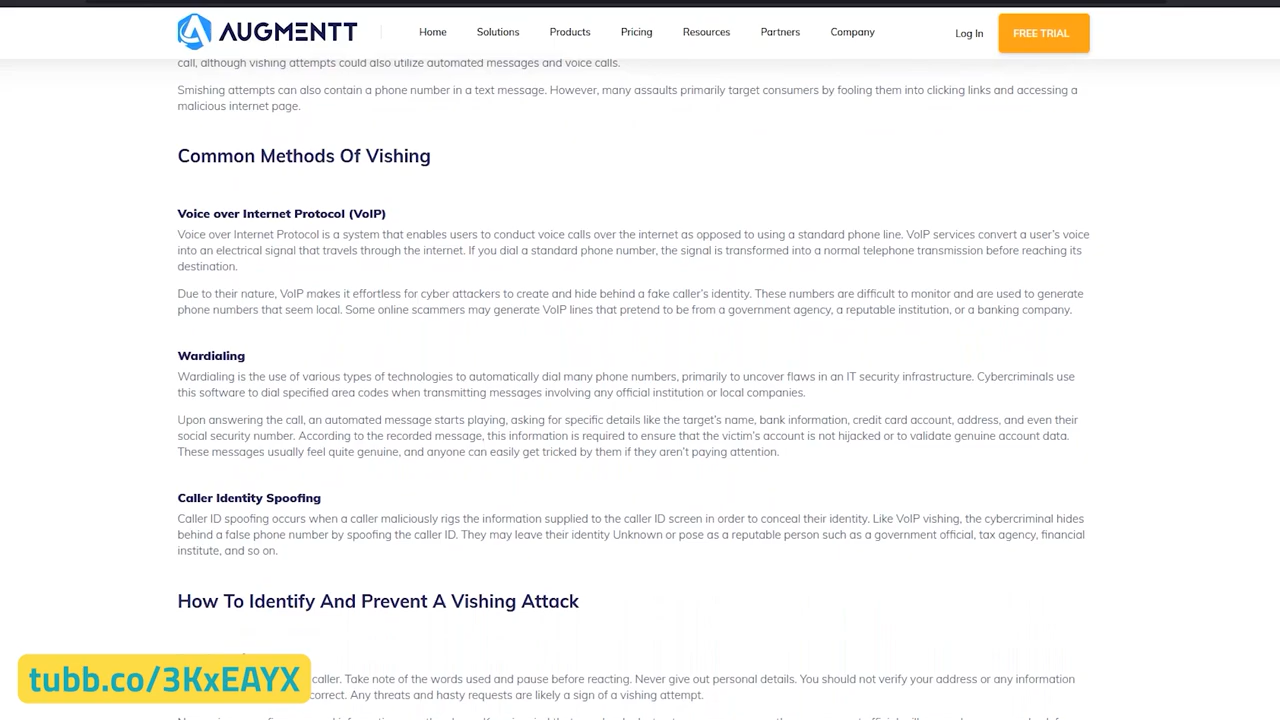 AUGMENTT
Home Solutions Products Pricing Resources Partners Company Log In FREE TRIAL
call, although vishing attempts could also utilize automated messages and voice calls.
Smishing attempts can also contain a phone number in a text message. However, many assaults primarily target consumers by fooling them into clicking links and accessing a
malicious internet page.
Common Methods Of Vishing
Voice over Internet Protocol (VoIP)
Voice over Internet Protocol is a system that enables users to conduct voice calls over the internet as opposed to using a standard phone line. VoIP services convert a user's voice
into an electrical signal that travels through the internet. If you dial a standard phone number, the signal is transformed into a normal telephone transmission before reaching its
destination.
Due to their nature, VoIP makes it effortless for cyber attackers to create and hide behind a fake caller's identity. These numbers are difficult to monitor and are used to generate
phone numbers that seem local. Some online scammers may generate VoIP lines that pretend to be from a government agency, a reputable institution, or a banking company.
Wardialing
Wardialing is the use of various types of technologies to automatically dial many phone numbers, primarily to uncover flaws in an IT security infrastructure. Cybercriminals use
this software to dial specified area codes when transmitting messages involving any official institution or local companies.
Upon answering the call, an automated message starts playing, asking for specific details like the target's name, bank information, credit card account, address, and even their
social security number. According to the recorded message, this information is required to ensure that the victim's account is not hijacked or to validate genuine account data.
These messages usually feel quite genuine, and anyone can easily get tricked by them if they aren't paying attention.
Caller Identity Spoofing
Caller ID spoofing occurs when a caller maliciously rigs the information supplied to the caller ID screen in order to conceal their identity. Like VoIP vishing, the cybercriminal hides
behind a false phone number by spoofing the caller ID. They may leave their identity Unknown or pose as a reputable person such as a government official, tax agency, financial
institute, and so on.
How To Identify And Prevent A Vishing Attack
caller. Take note of the words used and pause before reacting. Never give out personal details. You should not verify your address or any information
correct. Any threats and hasty requests are likely a sign of a vishing attempt.
tubb.co/3KxEAYX